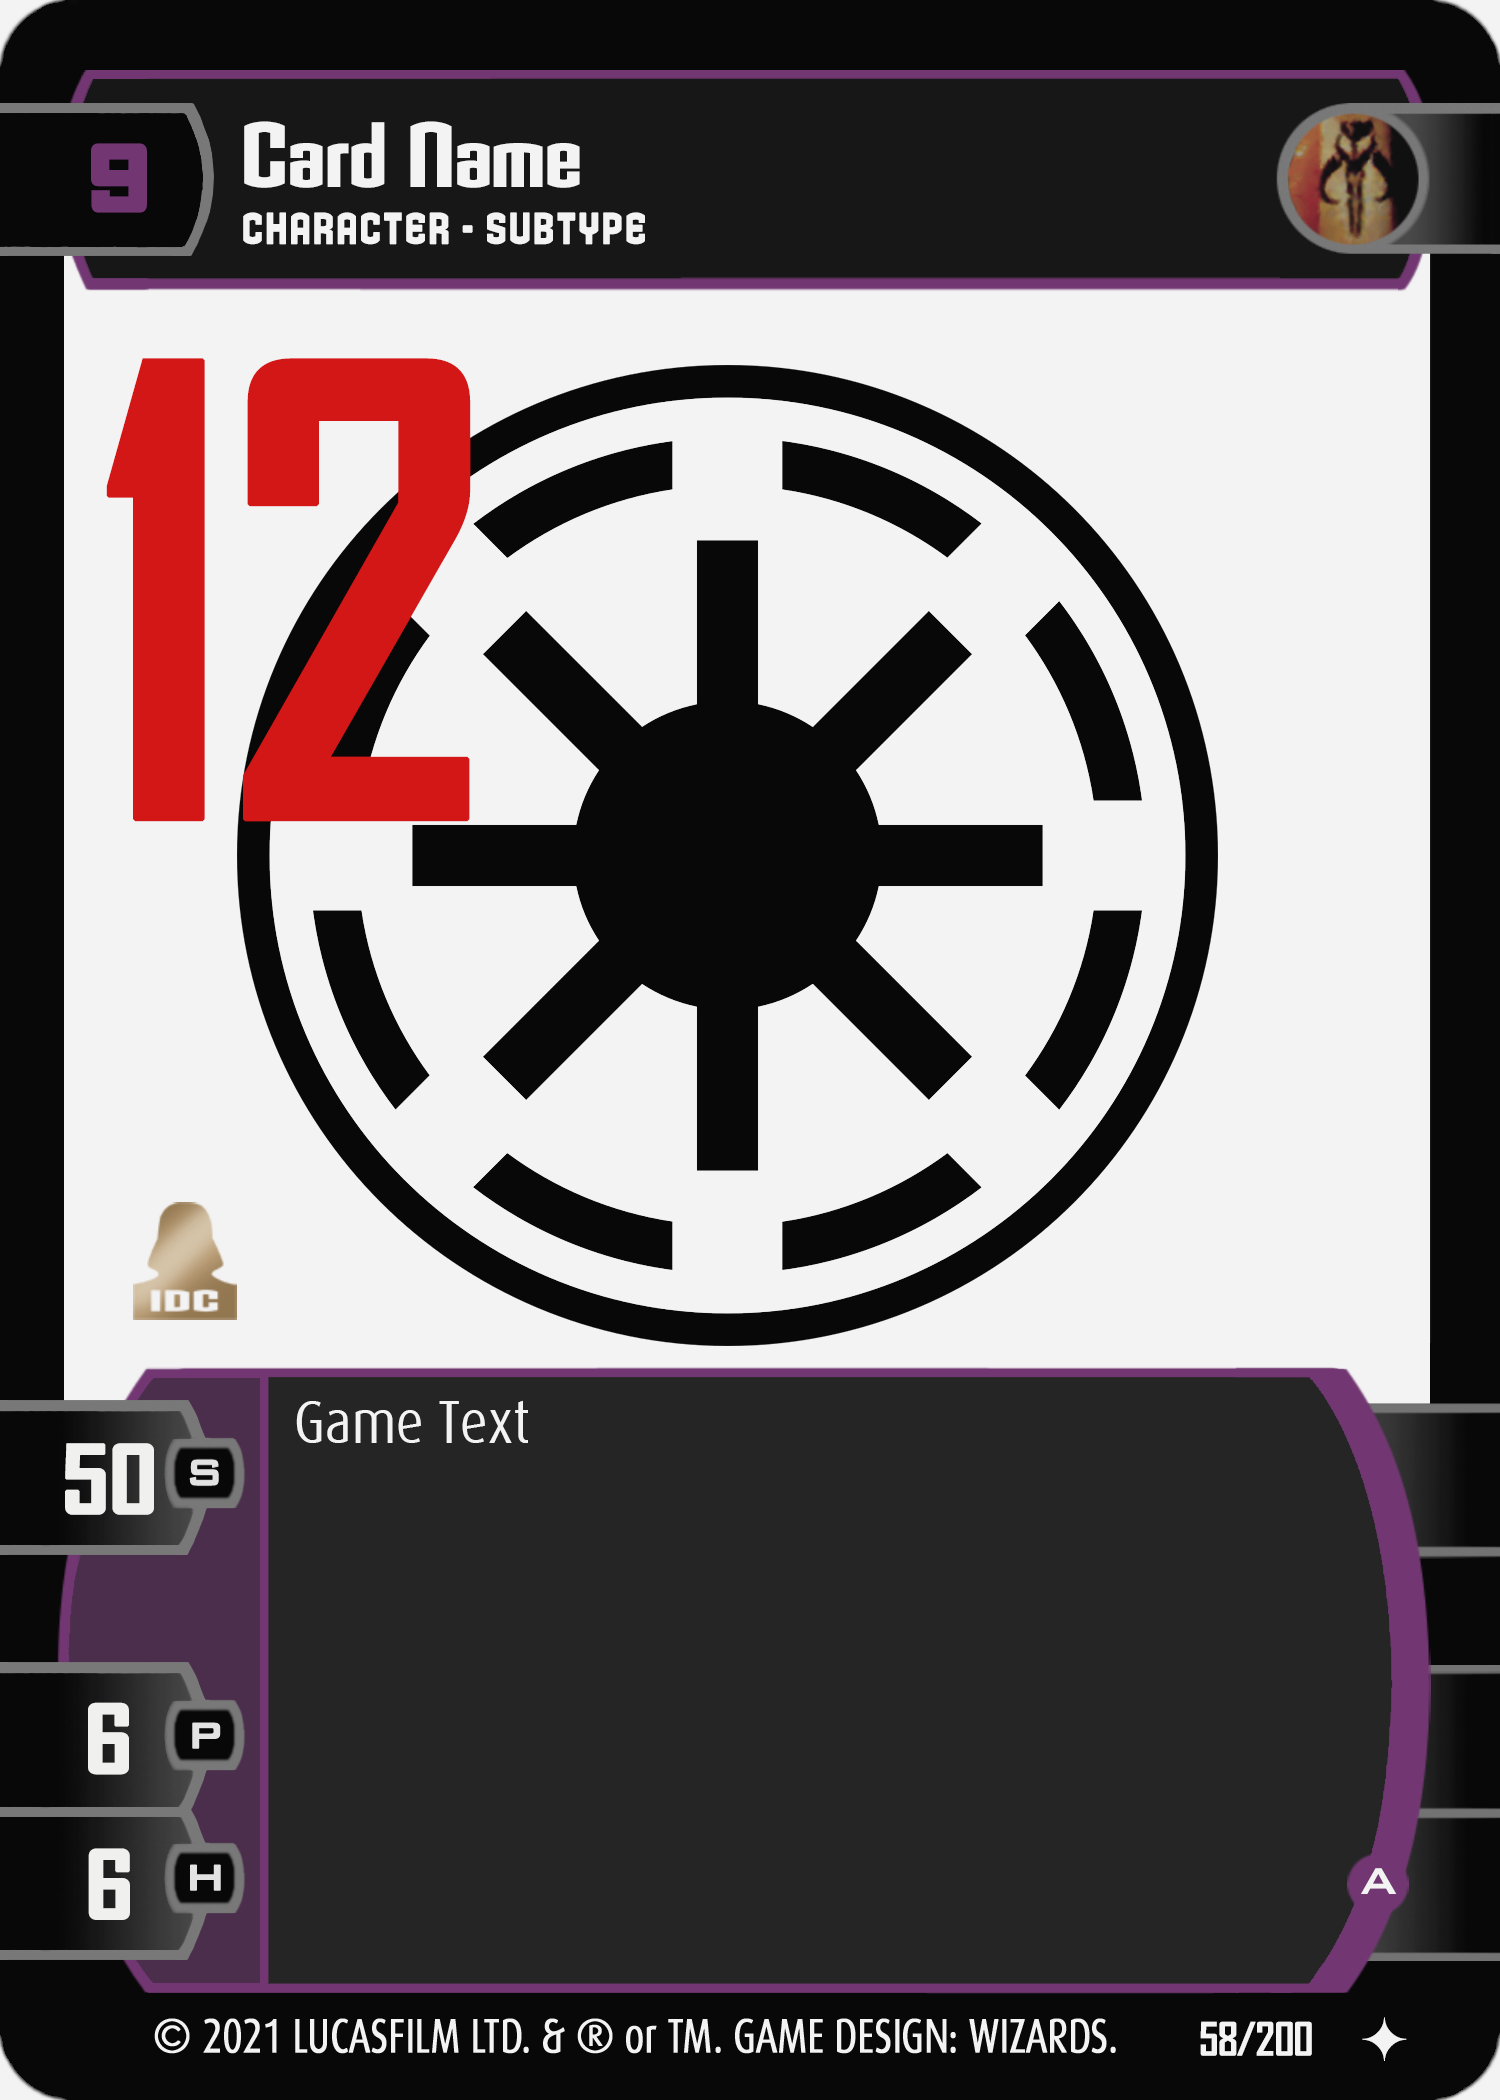 9
Card Name
CHARACTER - SUBTYPE
12
IDC
50 S
Game Text
6 P
6 H
A
© 2021 LUCASFILM LTD. & ® or TM. GAME DESIGN: WIZARDS.
58/200